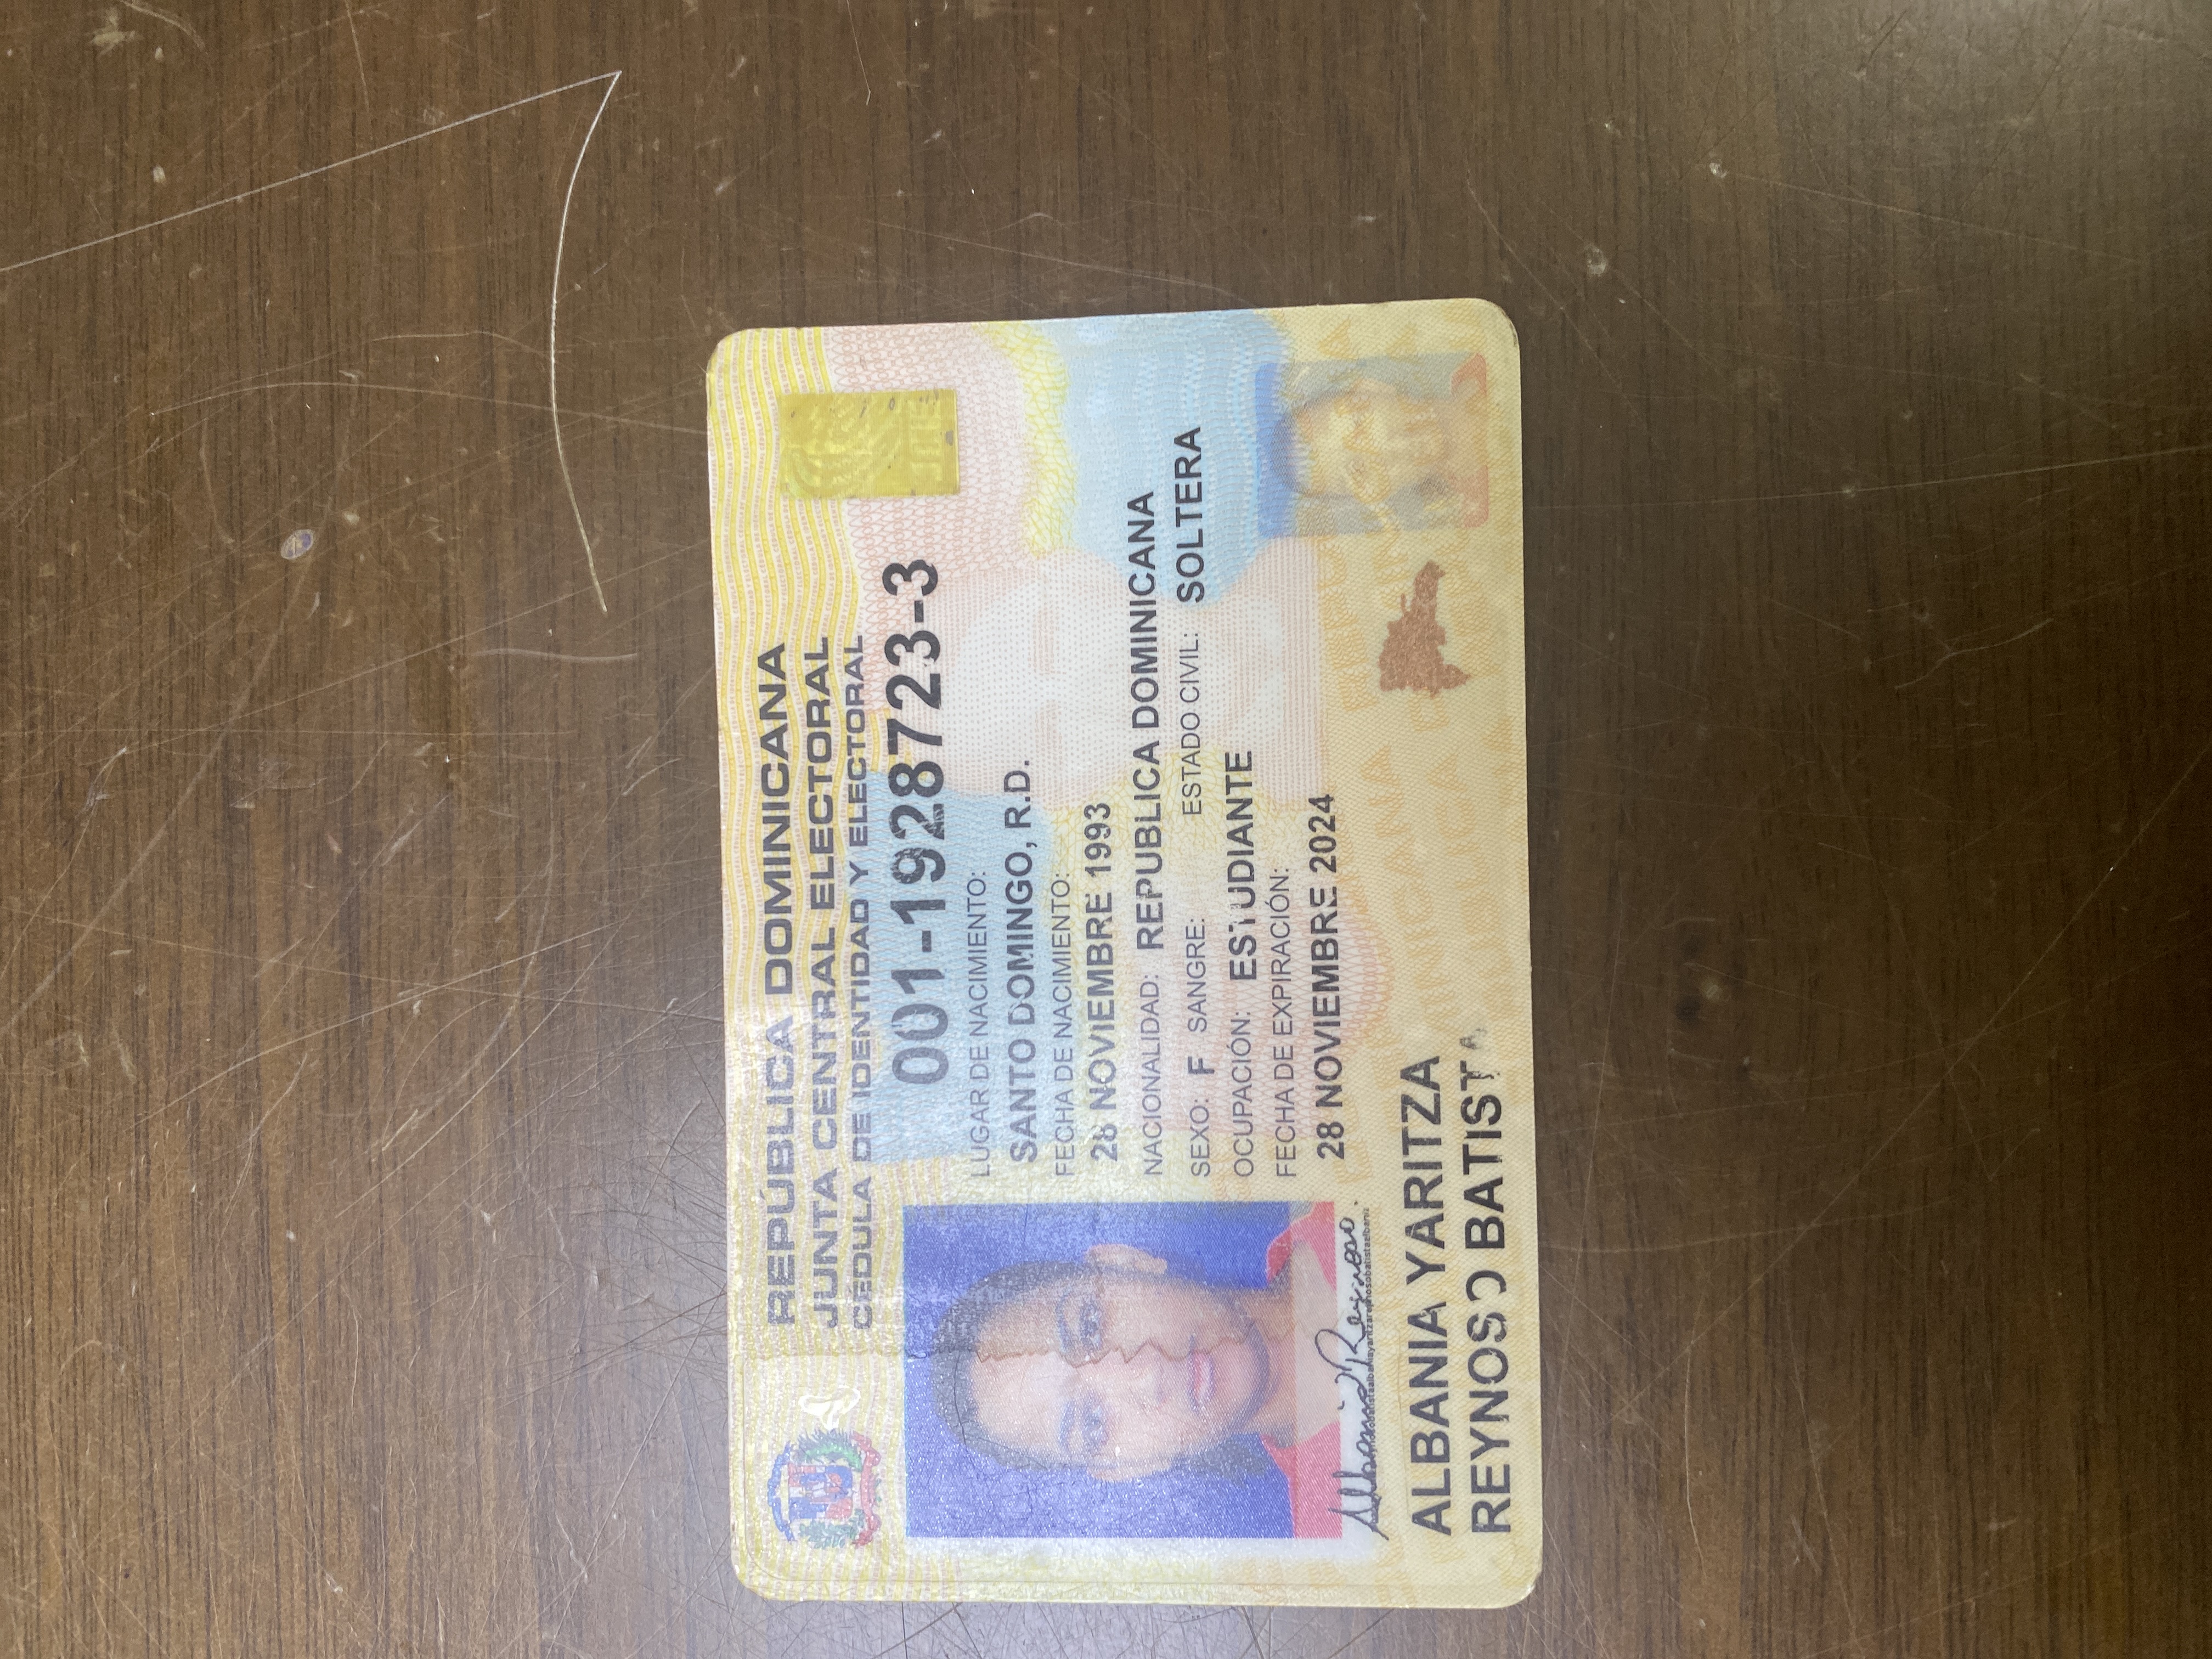 REPÚBLICA DOMINICANA
JUNTA CENTRAL ELECTORAL
CÉDULA DE IDENTIDAD Y ELECTORAL
001-1928723-3
LUGAR DE NACIMIENTO:
SANTO DOMINGO, R.D.
FECHA DE NACIMIENTO:
28 NOVIEMBRE 1993
NACIONALIDAD: REPUBLICA DOMINICANA
SEXO: F SANGRE: ESTADO CIVIL: SOLTERA
OCUPACIÓN: ESTUDIANTE
FECHA DE EXPIRACIÓN:
28 NOVIEMBRE 2024
Albania Reynoso
ALBANIA YARITZA
REYNOSO BATISTA